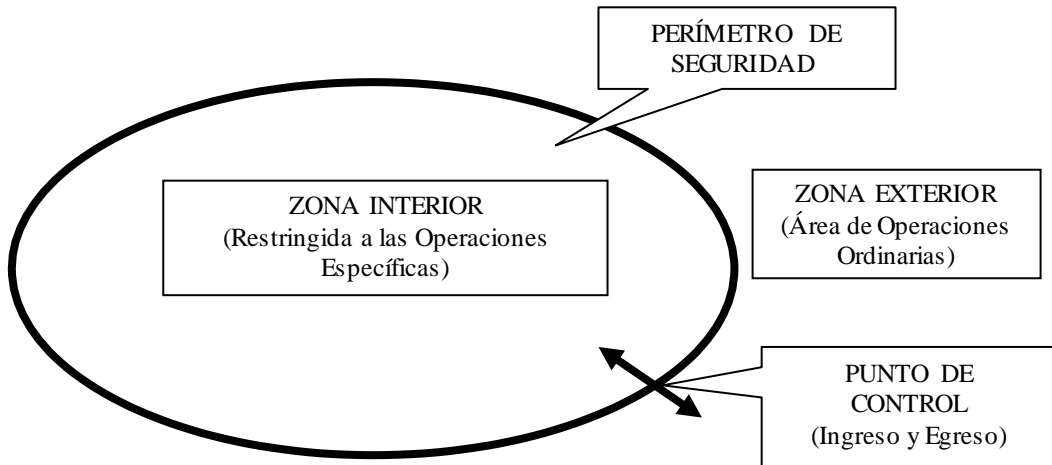 PERÍMETRO DE
SEGURIDAD
ZONA INTERIOR
(Restringida a las Operaciones
Específicas)
ZONA EXTERIOR
(Área de Operaciones
Ordinarias)
PUNTO DE
CONTROL
(Ingreso y Egreso)